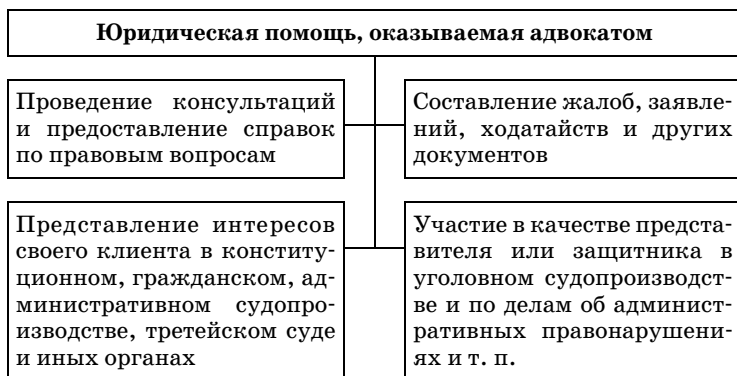 Юридическая помощь, оказываемая адвокатом
Проведение консультаций
и предоставление справок
по правовым вопросам
Составление жалоб, заявле-
ний, ходатайств и других
документов
Представление интересов
своего клиента в конститу-
ционном, гражданском, ад-
министративном судопро-
изводстве, третейском суде
и иных органах
Участие в качестве предста-
вителя или защитника в
уголовном судопроизводст-
ве и по делам об админист-
ративных правонарушени-
ях и т. п.